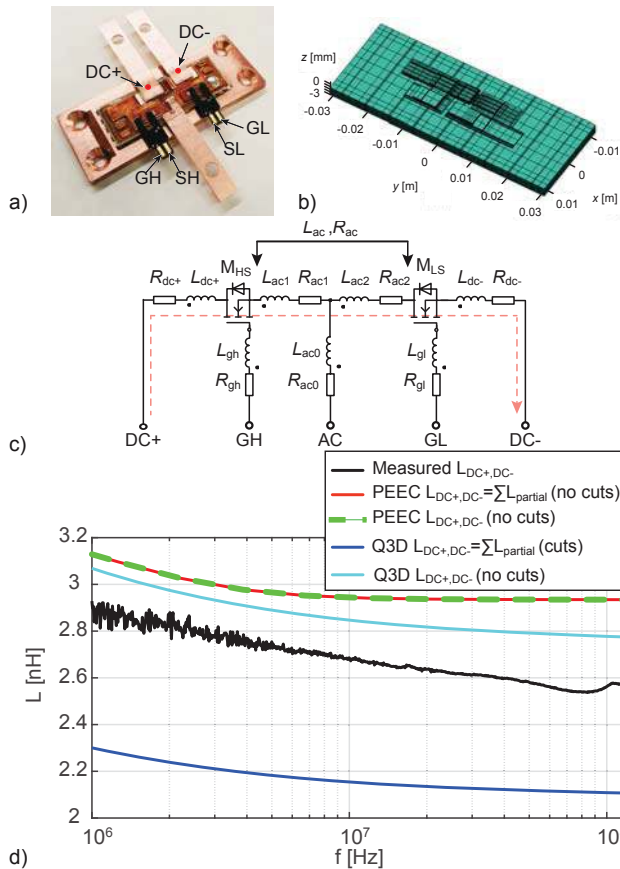 a)
DC+
DC-
GH
SH
SL
GL
b)
z [mm]
0
-3
-0.03
-0.02
-0.01
0
0.01
0.02
0.03
y [m]
-0.01
0
0.01
x [m]
Lac ,Rac
Rdc+ Ldc+ MHS Lac1 Rac1 Lac2 Rac2 MLS Ldc- Rdc-
Lgh Lac0 Lgl
Rgh Rac0 Rgl
c)
DC+ GH AC GL DC-
Measured LDC+,DC-
PEEC LDC+,DC-=∑Lpartial (no cuts)
PEEC LDC+,DC- (no cuts)
Q3D LDC+,DC-=∑Lpartial (cuts)
Q3D LDC+,DC- (no cuts)
3.2
3
2.8
2.6
2.4
2.2
2
L [nH]
10⁶ 10⁷
f [Hz]
d)